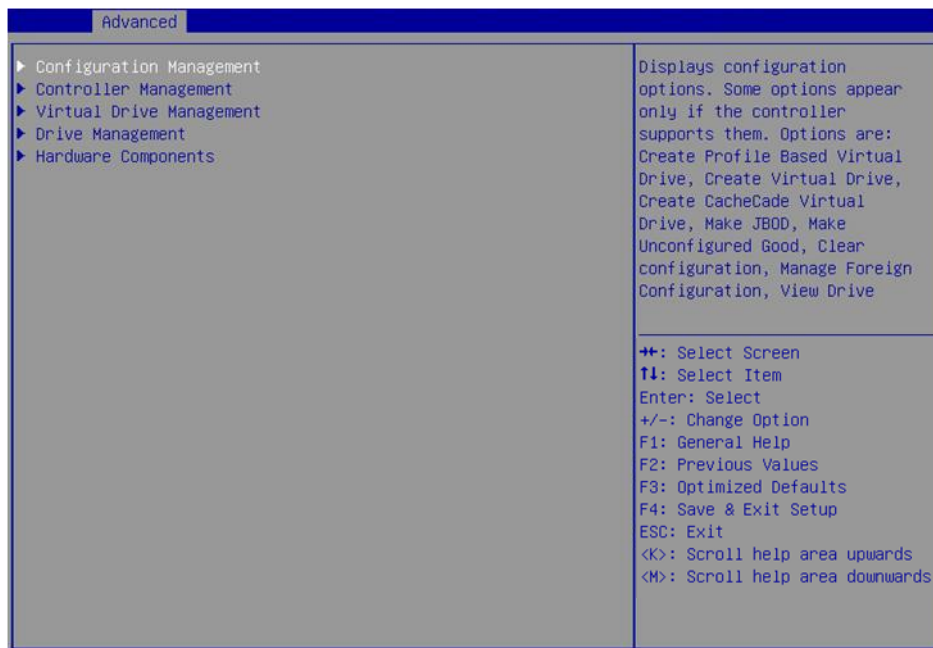 Advanced
Configuration Management
Controller Management
Virtual Drive Management
Drive Management
Hardware Components
Displays configuration
options. Some options appear
only if the controller
supports them. Options are:
Create Profile Based Virtual
Drive, Create Virtual Drive,
Create CacheCade Virtual
Drive, Make JBOD, Make
Unconfigured Good, Clear
configuration, Manage Foreign
Configuration, View Drive
→←: Select Screen
↑↓: Select Item
Enter: Select
+/-: Change Option
F1: General Help
F2: Previous Values
F3: Optimized Defaults
F4: Save & Exit Setup
ESC: Exit
<K>: Scroll help area upwards
<M>: Scroll help area downwards